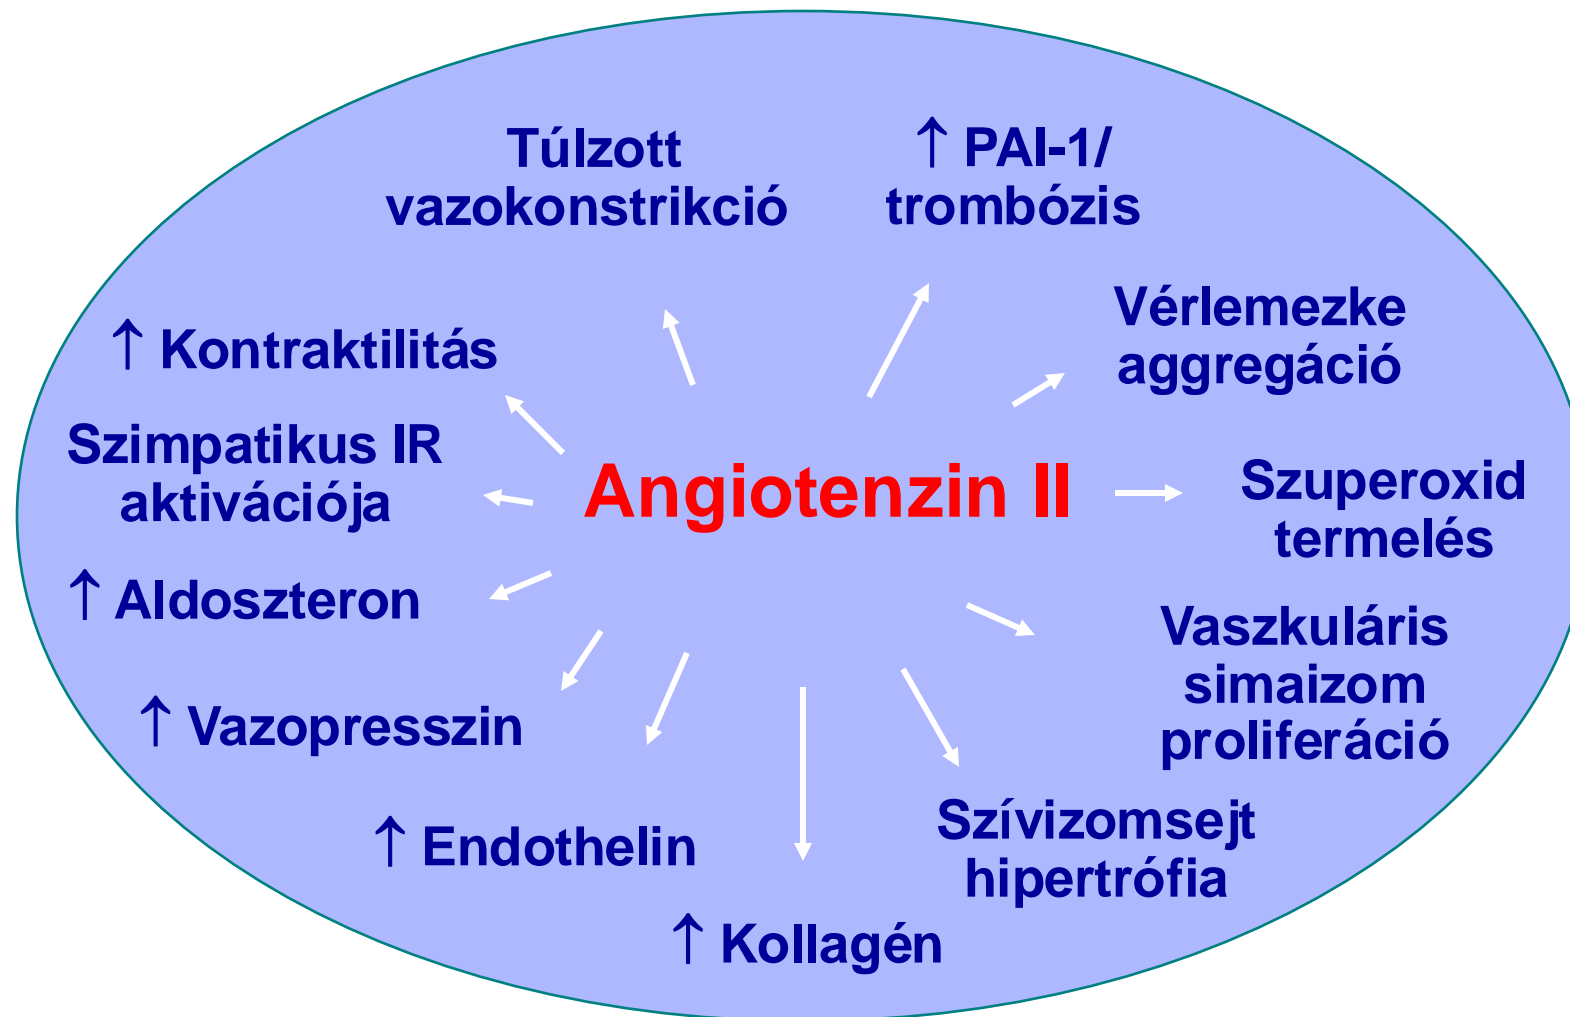 Túlzott
vazokonstrikció
↑ PAI-1/
trombózis
Vérlemezke
aggregáció
↑ Kontraktilitás
Szimpatikus IR
aktivációja
Angiotenzin II
Szuperoxid
termelés
↑ Aldoszteron
Vaszkuláris
simaizom
proliferáció
↑ Vazopresszin
↑ Endothelin
Szívizomsejt
hipertrófia
↑ Kollagén